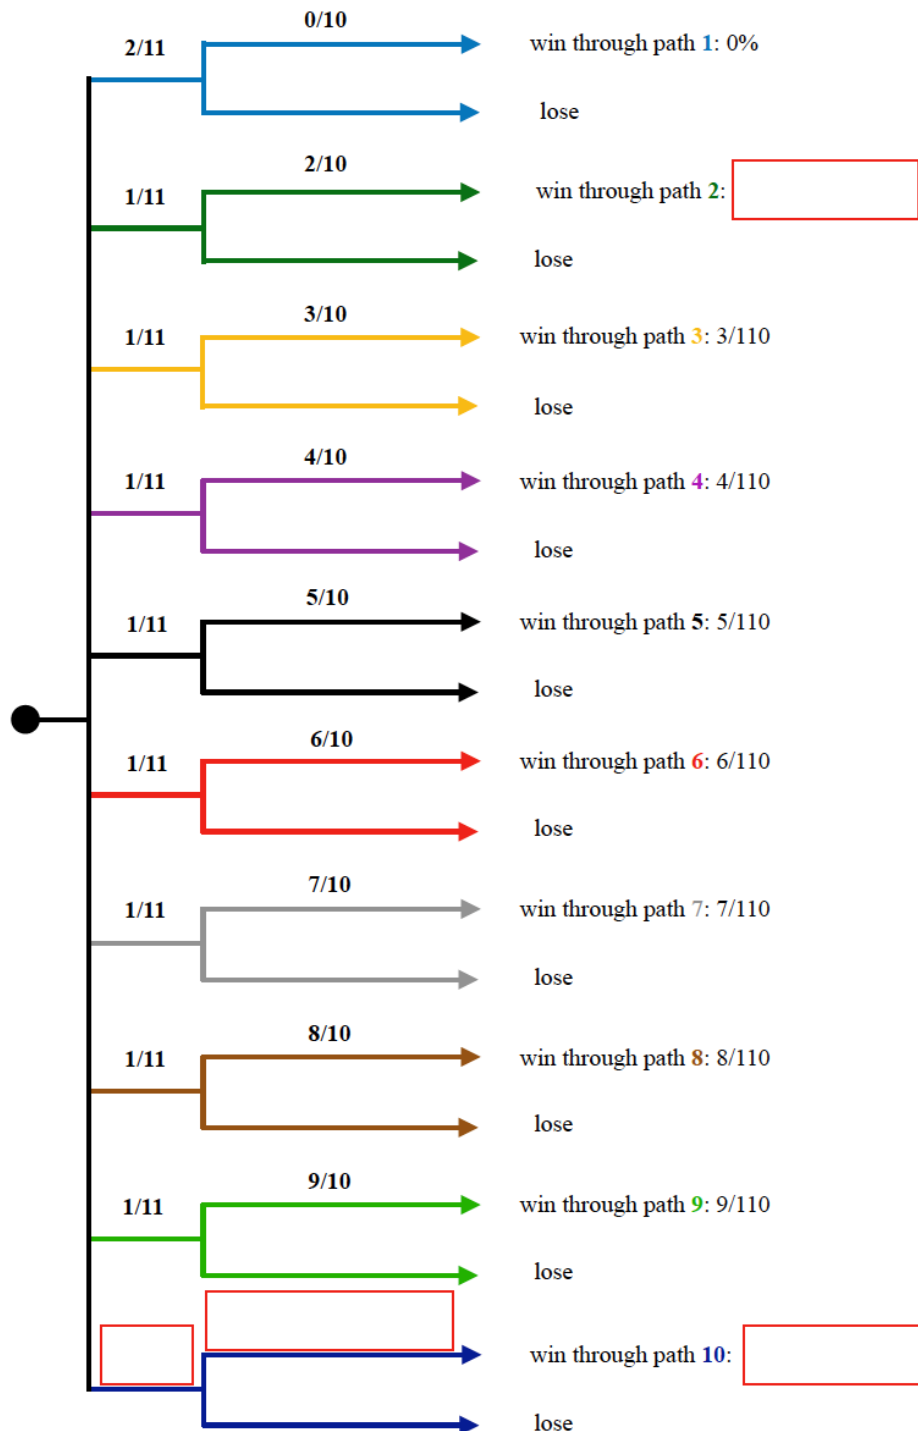 0/10
2/11
win through path 1: 0%
lose
2/10
1/11
win through path 2:
lose
3/10
1/11
win through path 3: 3/110
lose
4/10
1/11
win through path 4: 4/110
lose
5/10
1/11
win through path 5: 5/110
lose
6/10
1/11
win through path 6: 6/110
lose
7/10
1/11
win through path 7: 7/110
lose
8/10
1/11
win through path 8: 8/110
lose
9/10
1/11
win through path 9: 9/110
lose
win through path 10:
lose